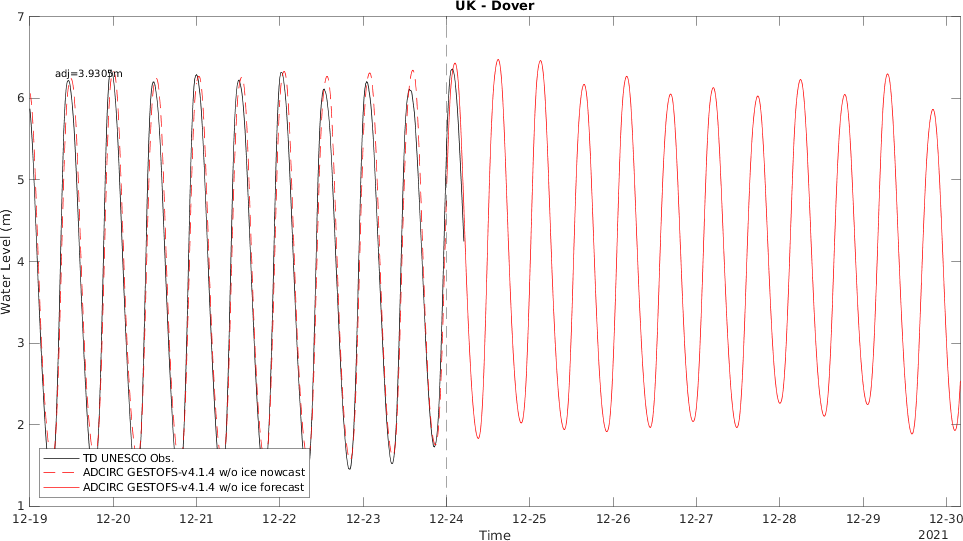 UK - Dover
7
adj=3.9305m
6
5
4
3
2
1
Water Level (m)
TD UNESCO Obs.
ADCIRC GESTOFS-v4.1.4 w/o ice nowcast
ADCIRC GESTOFS-v4.1.4 w/o ice forecast
12-19 12-20 12-21 12-22 12-23 12-24 12-25 12-26 12-27 12-28 12-29 12-30
Time
2021